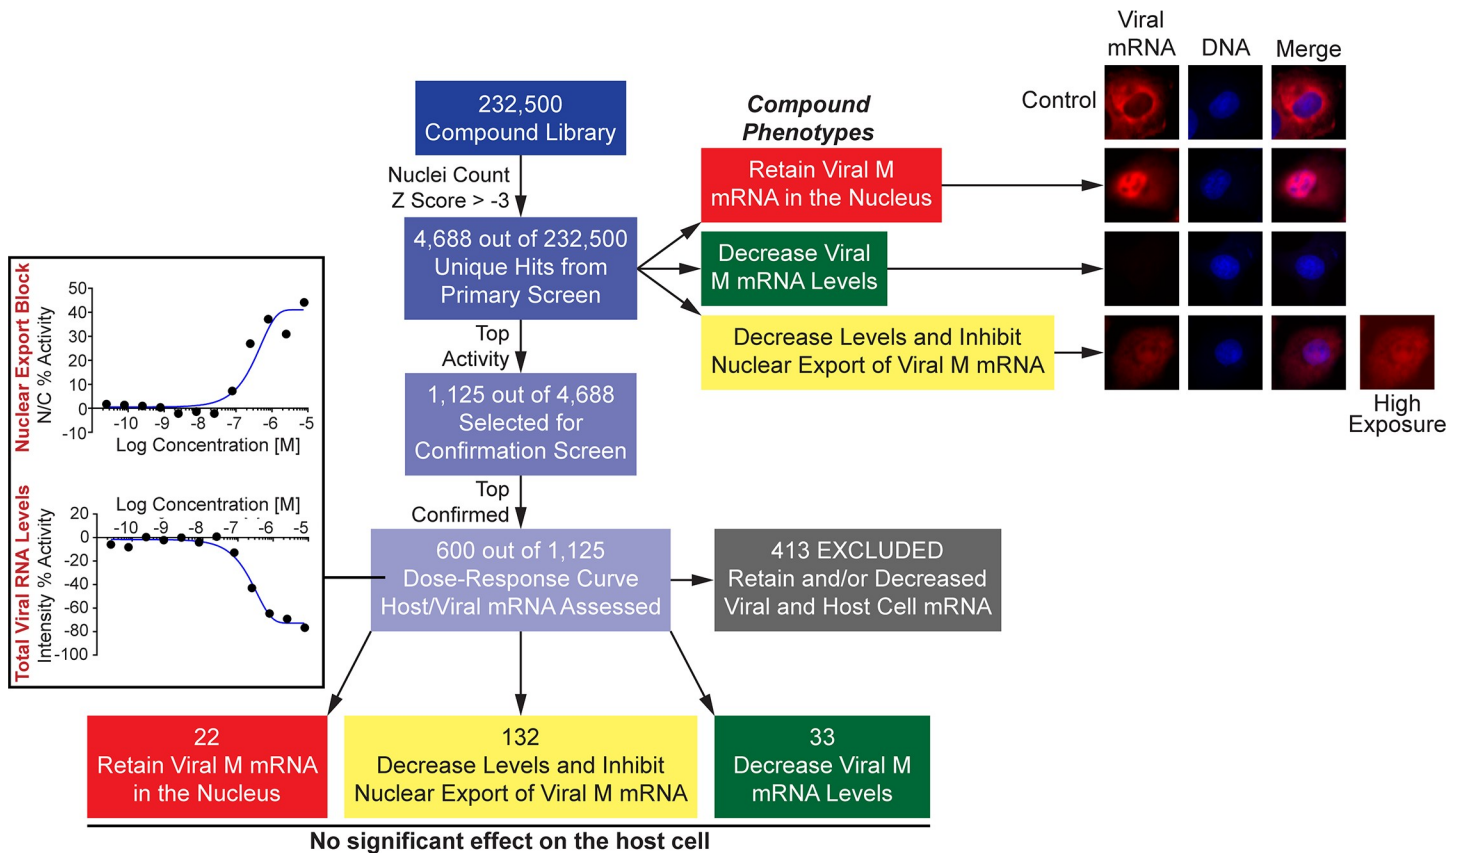 Viral
mRNA
DNA
Merge
Control
232,500
Compound Library
Compound
Phenotypes
Nuclei Count
Z Score > -3
Retain Viral M
mRNA in the Nucleus
4,688 out of 232,500
Unique Hits from
Primary Screen
Decrease Viral
M mRNA Levels
Decrease Levels and Inhibit
Nuclear Export of Viral M mRNA
High
Exposure
Top
Activity
1,125 out of 4,688
Selected for
Confirmation Screen
Top
Confirmed
Nuclear Export Block
N/C % Activity
50
40
30
20
10
0
-10
-10 -9 -8 -7 -6 -5
Log Concentration [M]
Total Viral RNA Levels
Intensity % Activity
Log Concentration [M]
-10 -9 -8 -7 -6 -5
20
0
-20
-40
-60
-80
-100
600 out of 1,125
Dose-Response Curve
Host/Viral mRNA Assessed
413 EXCLUDED
Retain and/or Decreased
Viral and Host Cell mRNA
22
Retain Viral M mRNA
in the Nucleus
132
Decrease Levels and Inhibit
Nuclear Export of Viral M mRNA
33
Decrease Viral M
mRNA Levels
No significant effect on the host cell